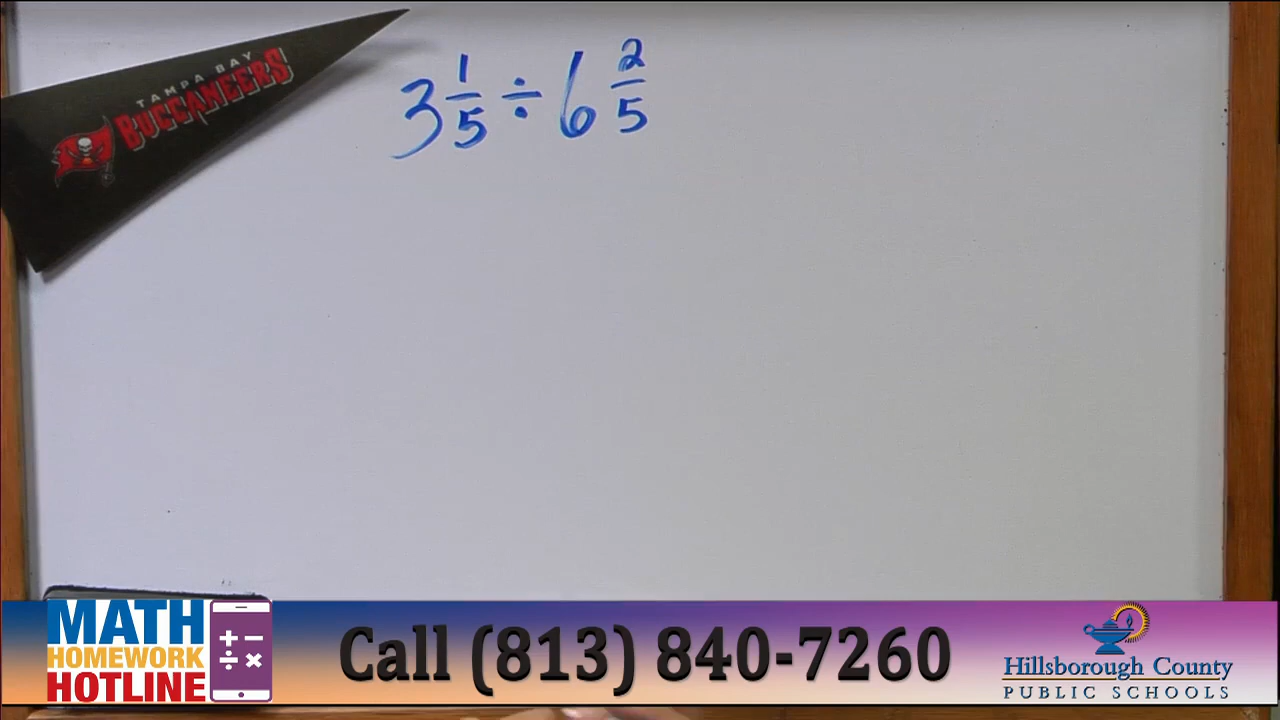 TAMPA BAY
BUCCANEERS
3 1/5 ÷ 6 2/5
MATH
HOMEWORK
HOTLINE
+ −
÷ ×
Call (813) 840-7260
Hillsborough County
PUBLIC SCHOOLS